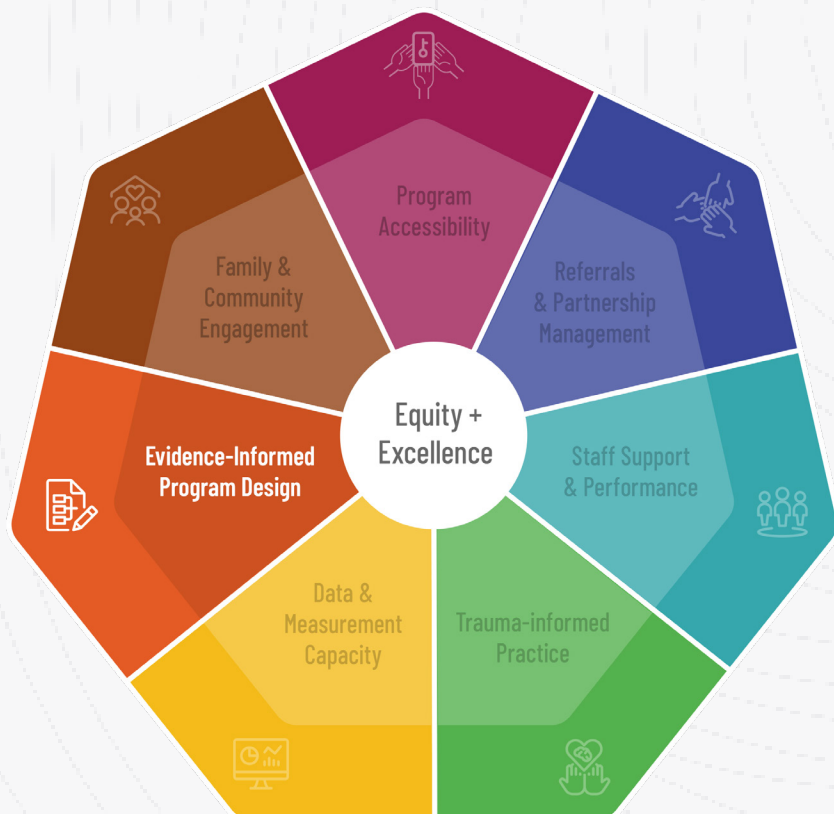 Program
Accessibility
Family &
Community
Engagement
Referrals
& Partnership
Management
Equity +
Excellence
Evidence-Informed
Program Design
Staff Support
& Performance
Data &
Measurement
Capacity
Trauma-informed
Practice